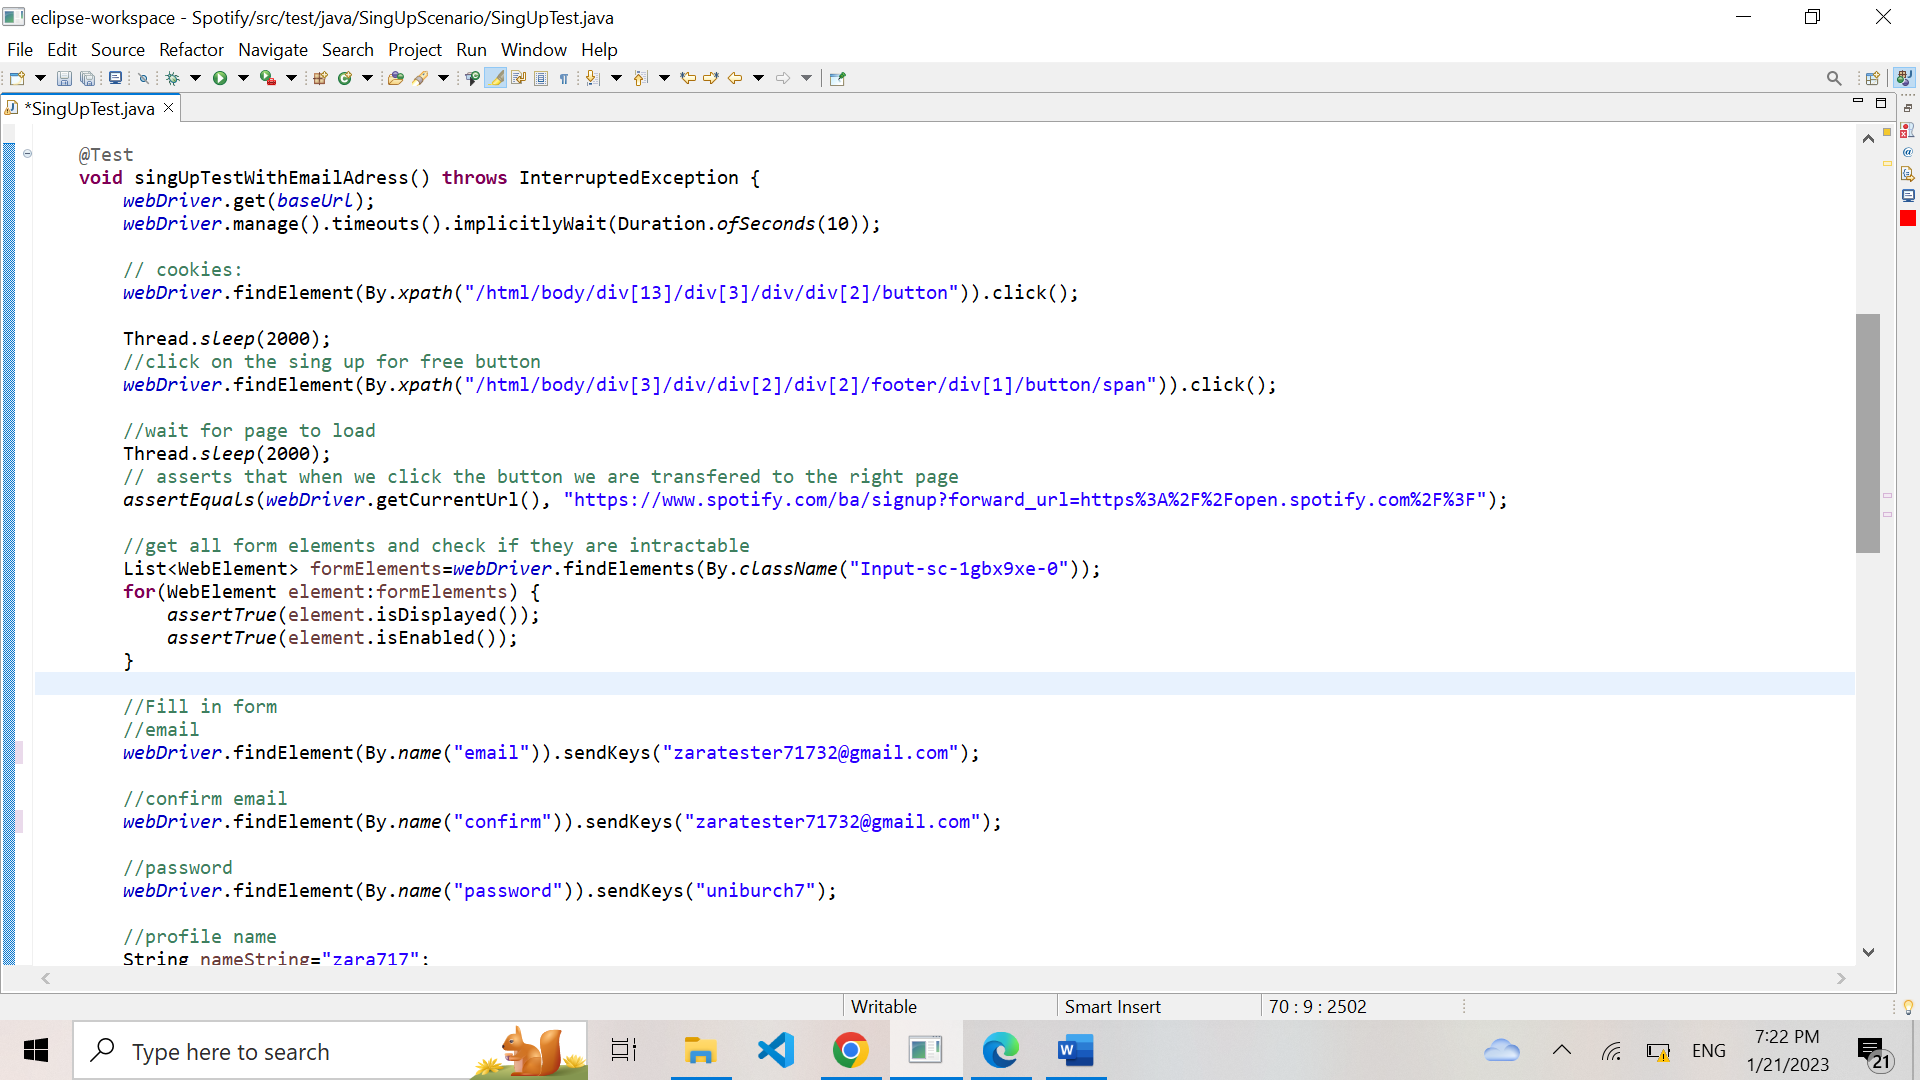 eclipse-workspace - Spotify/src/test/java/SingUpScenario/SingUpTest.java
File Edit Source Refactor Navigate Search Project Run Window Help
*SingUpTest.java
@Test
void singUpTestWithEmailAdress() throws InterruptedException {
webDriver.get(baseUrl);
webDriver.manage().timeouts().implicitlyWait(Duration.ofSeconds(10));
// cookies:
webDriver.findElement(By.xpath("/html/body/div[13]/div[3]/div/div[2]/button")).click();
Thread.sleep(2000);
//click on the sing up for free button
webDriver.findElement(By.xpath("/html/body/div[3]/div/div[2]/div[2]/footer/div[1]/button/span")).click();
//wait for page to load
Thread.sleep(2000);
// asserts that when we click the button we are transfered to the right page
assertEquals(webDriver.getCurrentUrl(), "https://www.spotify.com/ba/signup?forward_url=https%3A%2F%2Fopen.spotify.com%2F%3F");
//get all form elements and check if they are intractable
List<WebElement> formElements=webDriver.findElements(By.className("Input-sc-1gbx9xe-0"));
for(WebElement element:formElements) {
assertTrue(element.isDisplayed());
assertTrue(element.isEnabled());
}
//Fill in form
//email
webDriver.findElement(By.name("email")).sendKeys("zaratester71732@gmail.com");
//confirm email
webDriver.findElement(By.name("confirm")).sendKeys("zaratester71732@gmail.com");
//password
webDriver.findElement(By.name("password")).sendKeys("uniburch7");
//profile name
String nameString="zara717";
Writable Smart Insert 70 : 9 : 2502
Type here to search
ENG
7:22 PM
1/21/2023
21